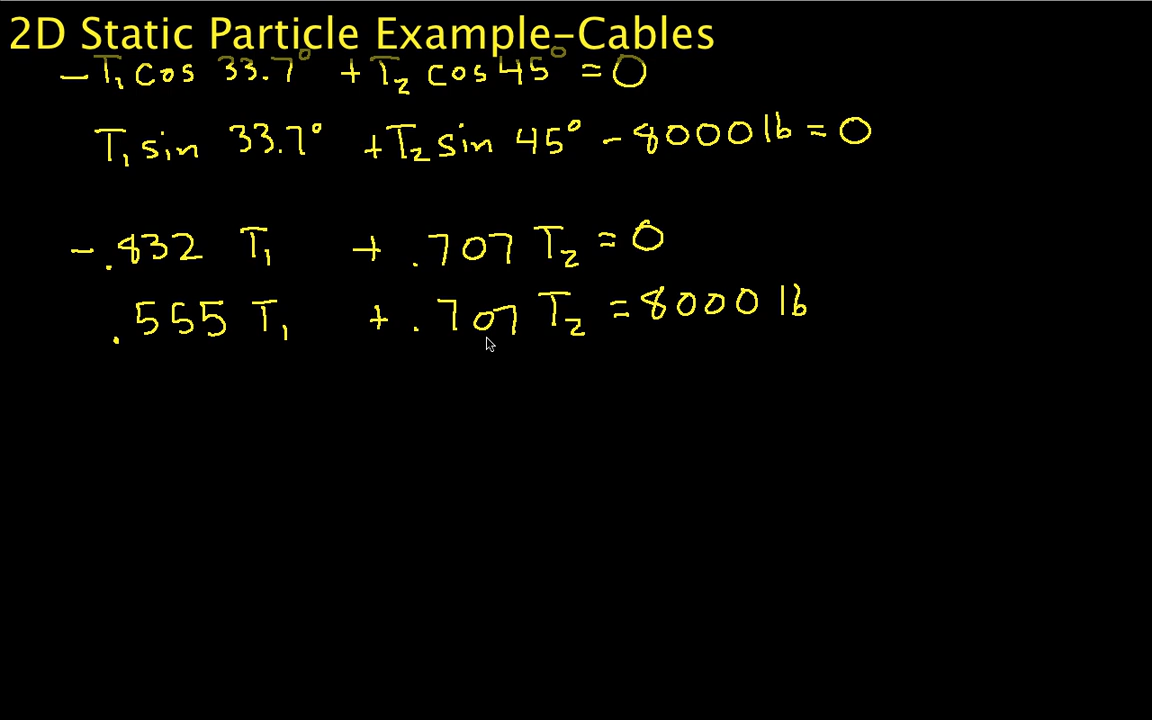 2D Static Particle Example-Cables
-T₁ cos 33.7° + T₂ cos 45° = 0
T₁ sin 33.7° + T₂ sin 45° - 8000 lb = 0
-.832 T₁ + .707 T₂ = 0
.555 T₁ + .707 T₂ = 8000 lb